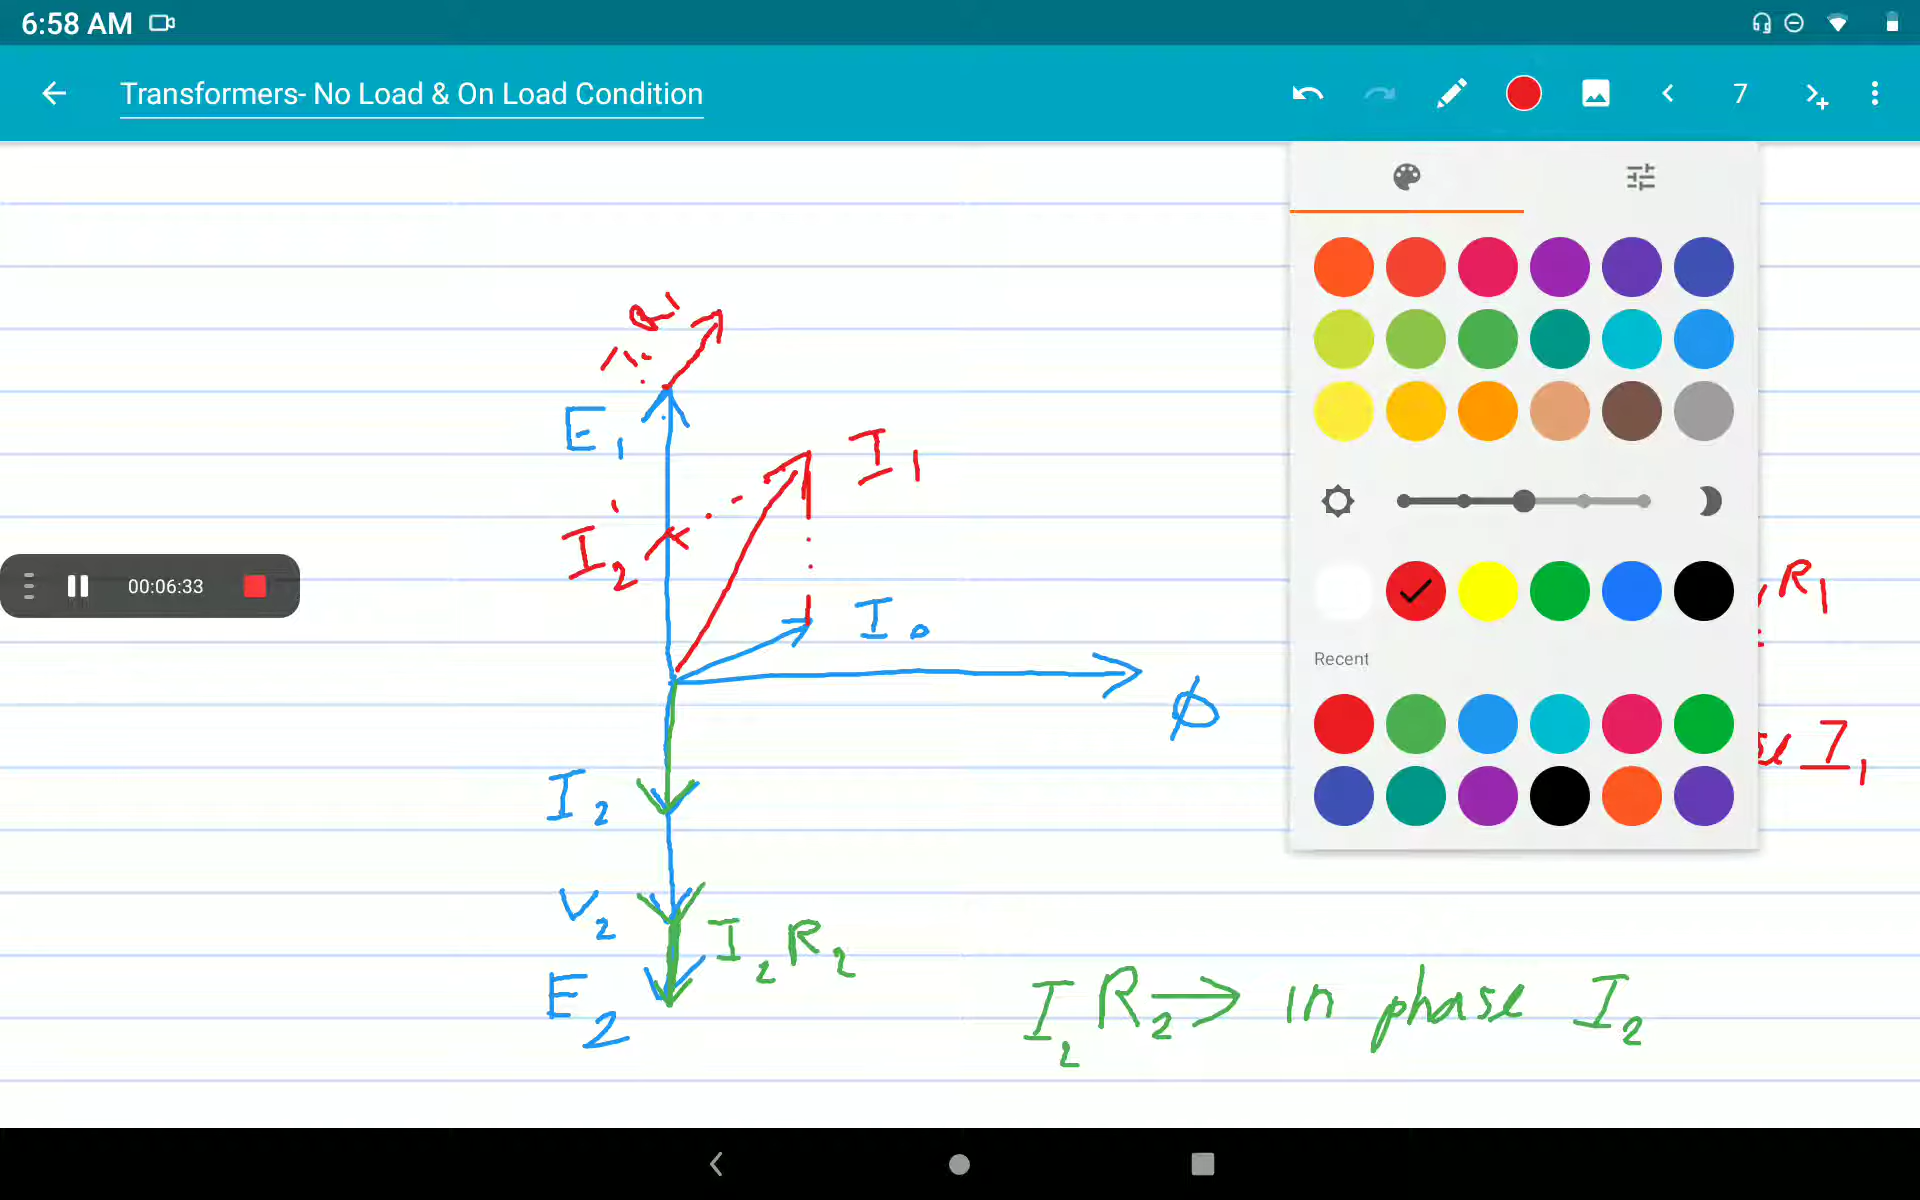 6:58 AM
Transformers- No Load & On Load Condition
7
E₁
I₁
I₂'
00:06:33
I₀
ϕ
R₁
Recent
I₁
I₂
V₂
I₂R₂
E₂
I₂R₂ → in phase I₂